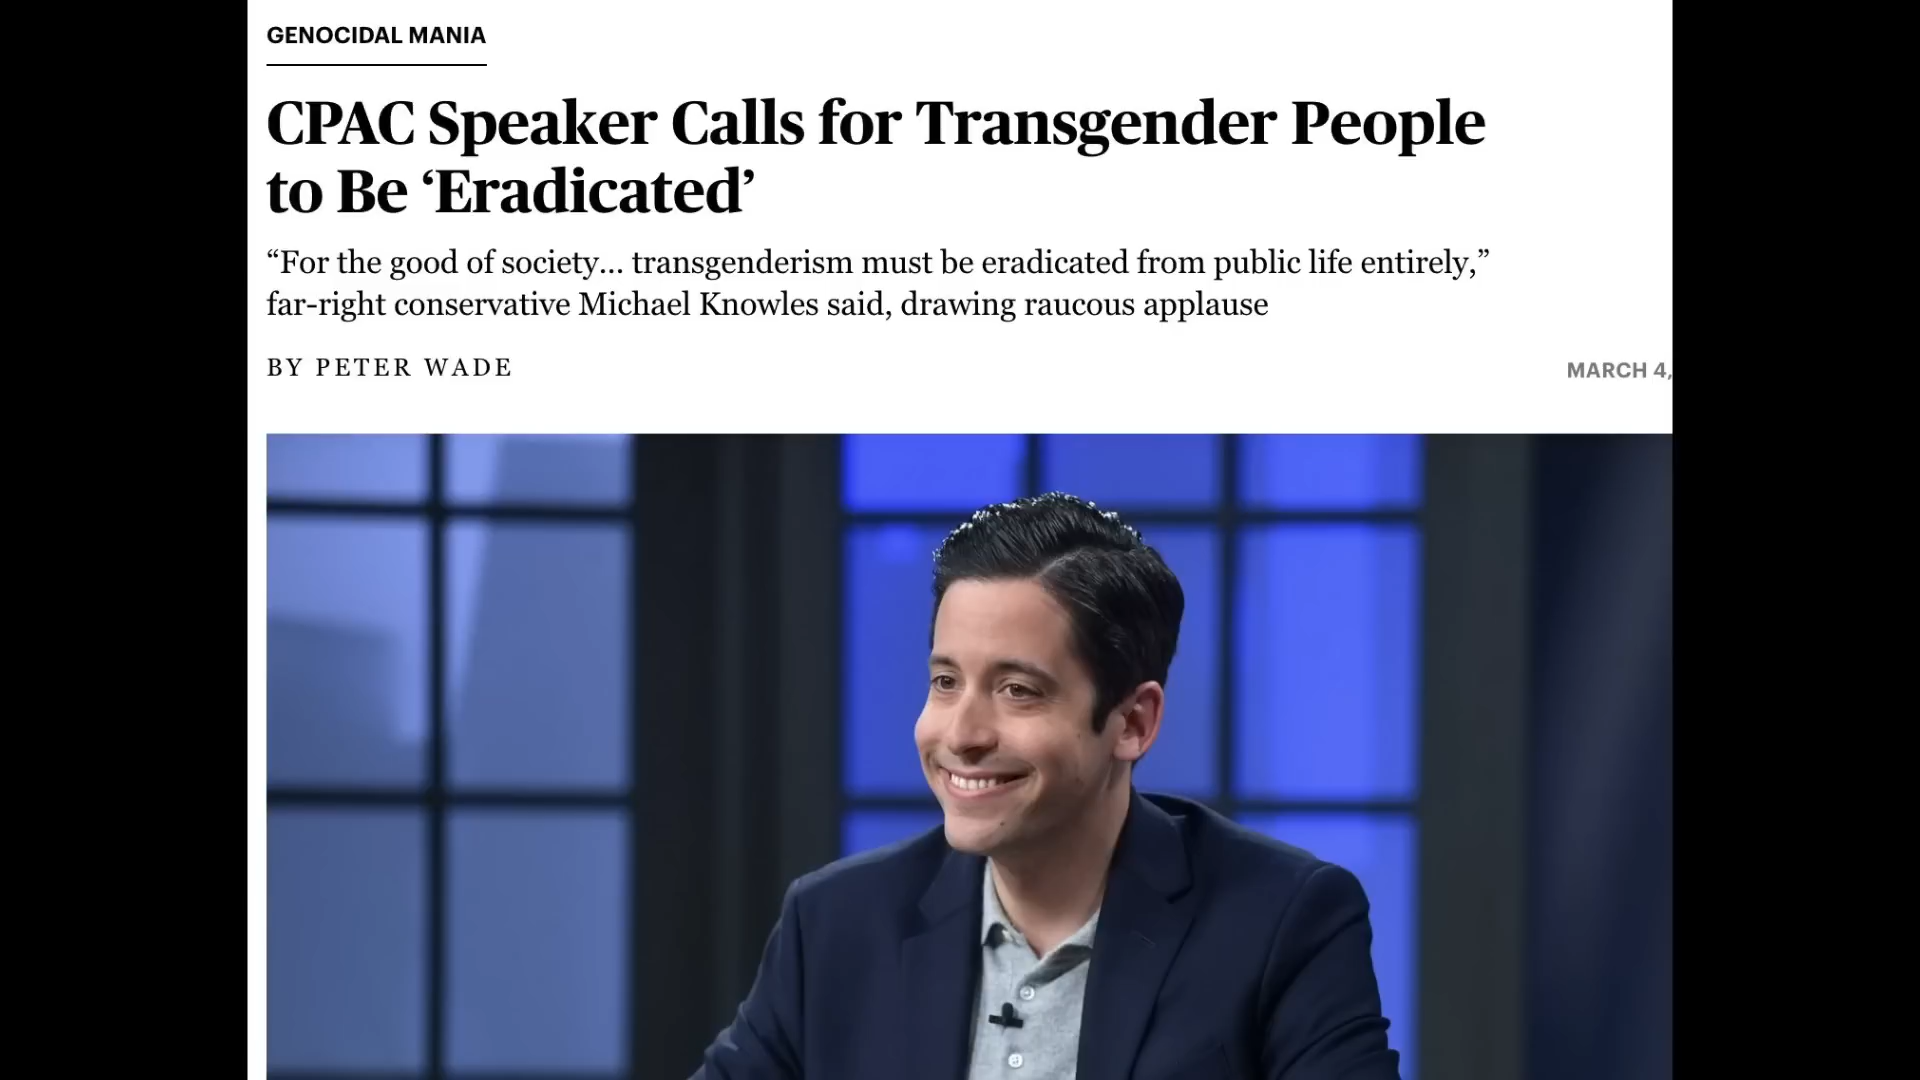 GENOCIDAL MANIA
CPAC Speaker Calls for Transgender People
to Be ‘Eradicated’
“For the good of society... transgenderism must be eradicated from public life entirely,”
far-right conservative Michael Knowles said, drawing raucous applause
BY PETER WADE
MARCH 4,